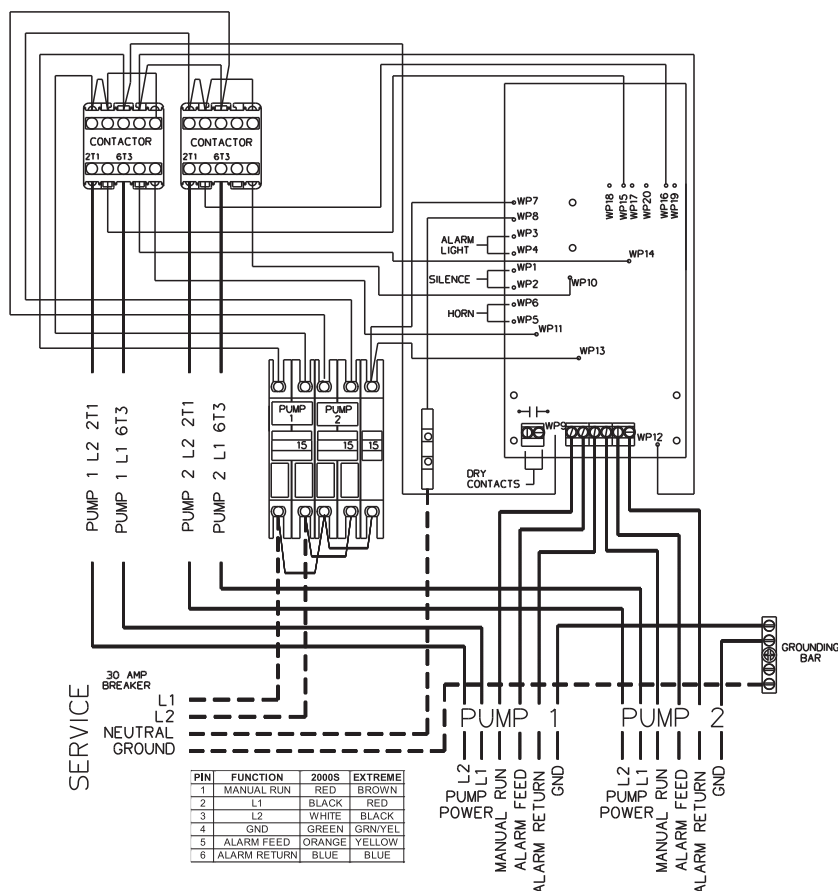 CONTACTOR
2T1 6T3
CONTACTOR
2T1 6T3
WP7
WP8
WP3
WP4
WP1
WP2
WP6
WP5
ALARM
LIGHT
SILENCE
HORN
WP18
WP15
WP17
WP20
WP16
WP19
WP14
WP10
WP11
WP13
WP9
WP12
DRY
CONTACTS
PUMP
1
PUMP
2
15
15
15
PUMP 1 L2 2T1
PUMP 1 L1 6T3
PUMP 2 L2 2T1
PUMP 2 L1 6T3
GROUNDING
BAR
SERVICE
30 AMP
BREAKER
L1
L2
NEUTRAL
GROUND
PUMP 1
PUMP 2
L2
L1
PUMP
POWER
MANUAL RUN
ALARM FEED
ALARM RETURN
GND
L2
L1
PUMP
POWER
MANUAL RUN
ALARM FEED
ALARM RETURN
GND
PIN FUNCTION 2000S EXTREME
1 MANUAL RUN RED BROWN
2 L1 BLACK RED
3 L2 WHITE BLACK
4 GND GREEN GRN/YEL
5 ALARM FEED ORANGE YELLOW
6 ALARM RETURN BLUE BLUE